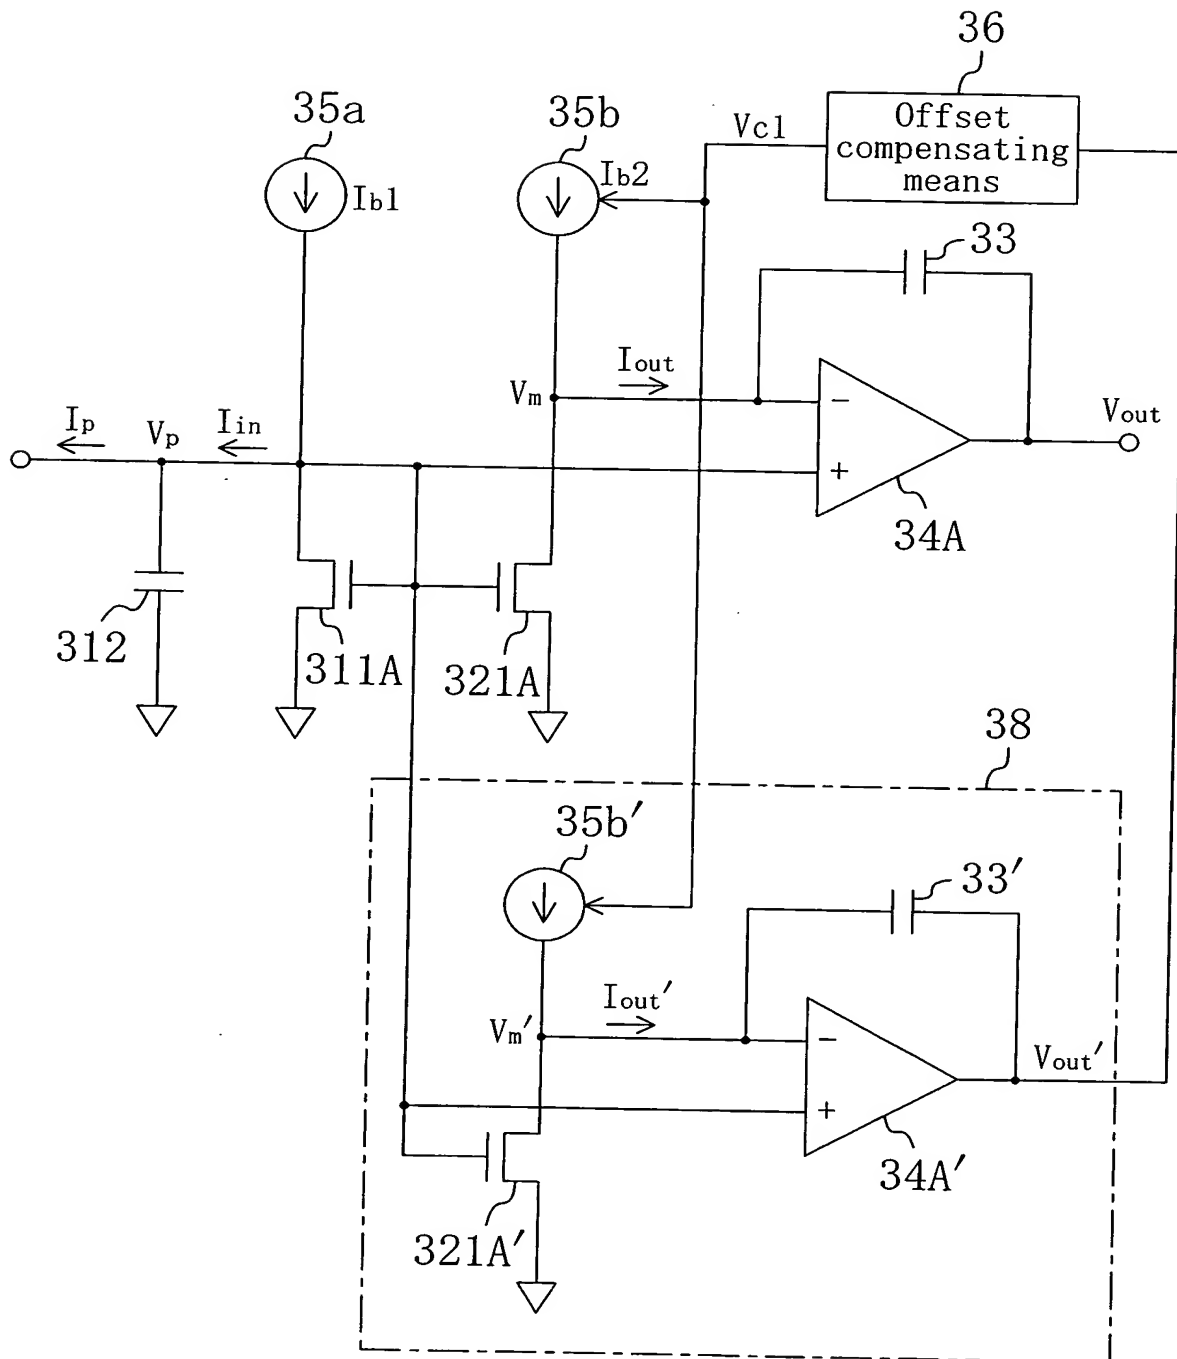 36
35a
35b
Vc1
Offset
compensating
means
Ib1
Ib2
33
Iout
Vm
Vout
Ip
Vp
Iin
−
+
34A
312
311A
321A
38
35b′
33′
Iout′
Vm′
−
Vout′
+
34A′
321A′